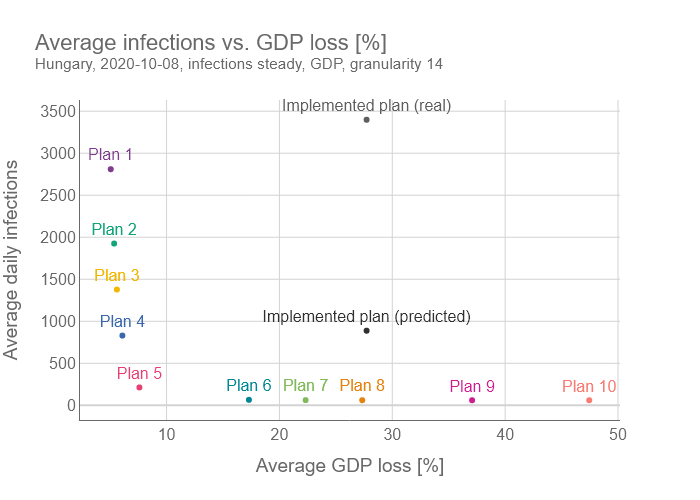 Average infections vs. GDP loss [%]
Hungary, 2020-10-08, infections steady, GDP, granularity 14
Implemented plan (real)
3500
Plan 1
3000
2500
Plan 2
2000
Plan 3
1500
Plan 4
Implemented plan (predicted)
1000
Plan 5
500
Plan 6
Plan 7
Plan 8
Plan 9
Plan 10
0
10
20
30
40
50
Average daily infections
Average GDP loss [%]